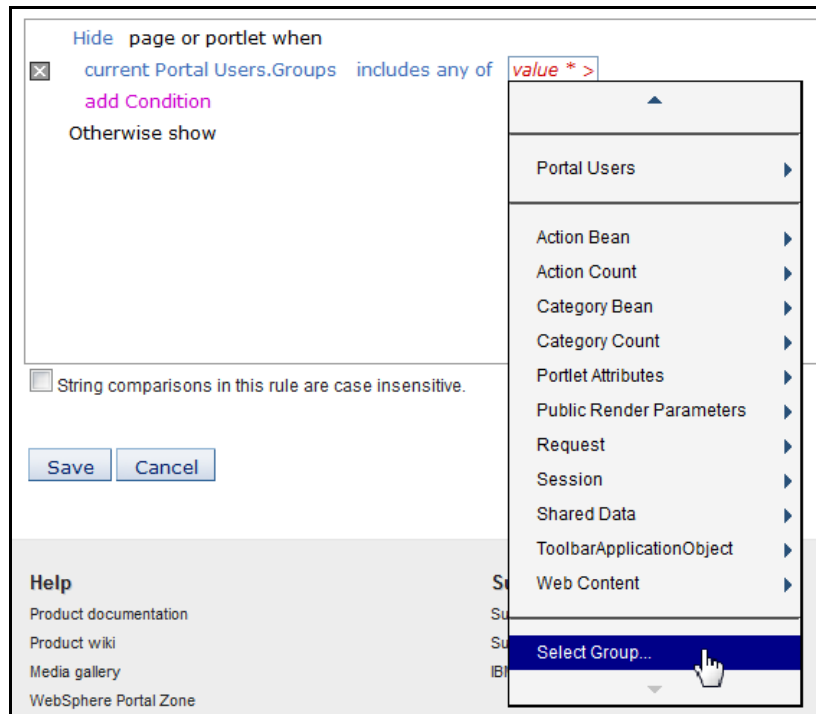 Hide page or portlet when
current Portal Users.Groups includes any of value * >
add Condition
Otherwise show
Portal Users
Action Bean
Action Count
Category Bean
Category Count
Portlet Attributes
Public Render Parameters
Request
Session
Shared Data
ToolbarApplicationObject
Web Content
Select Group...
String comparisons in this rule are case insensitive.
Save Cancel
Help
Product documentation
Product wiki
Media gallery
WebSphere Portal Zone